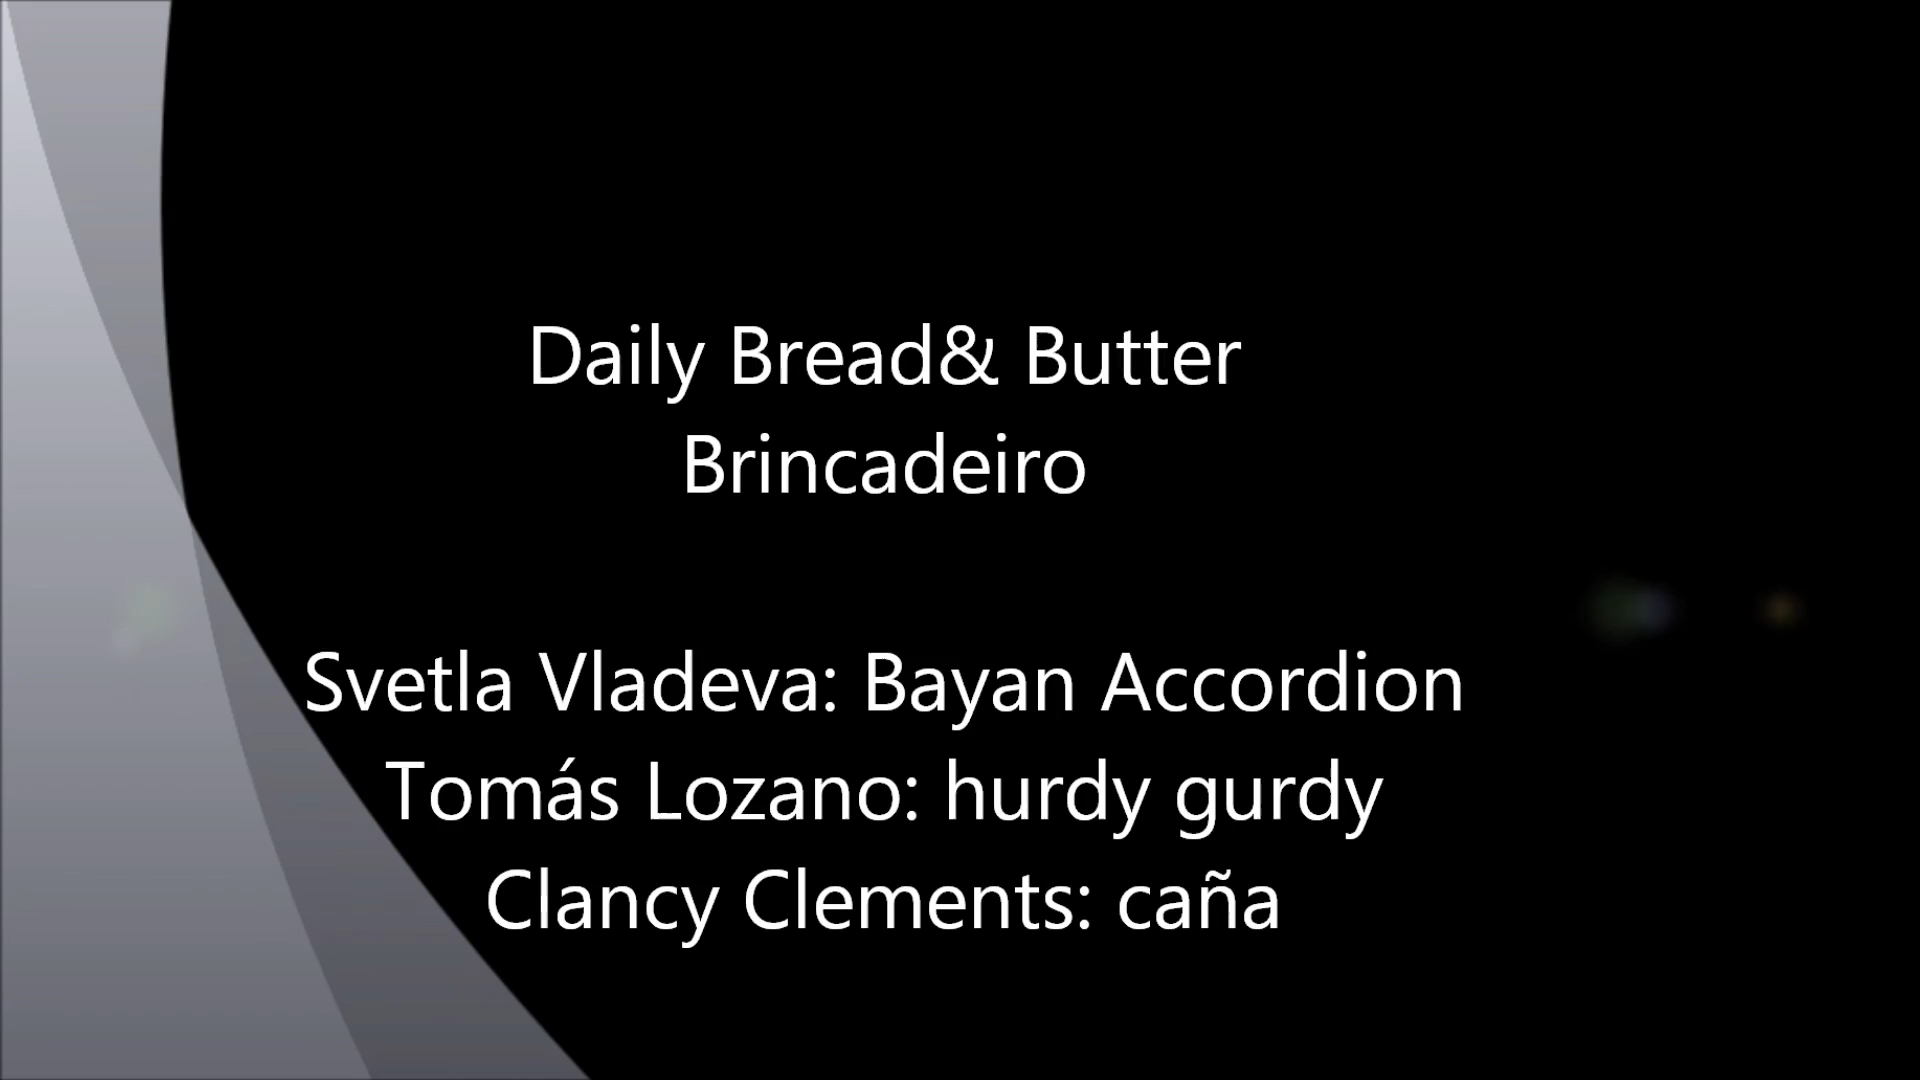 Daily Bread& Butter
Brincadeiro
Svetla Vladeva: Bayan Accordion
Tomás Lozano: hurdy gurdy
Clancy Clements: caña